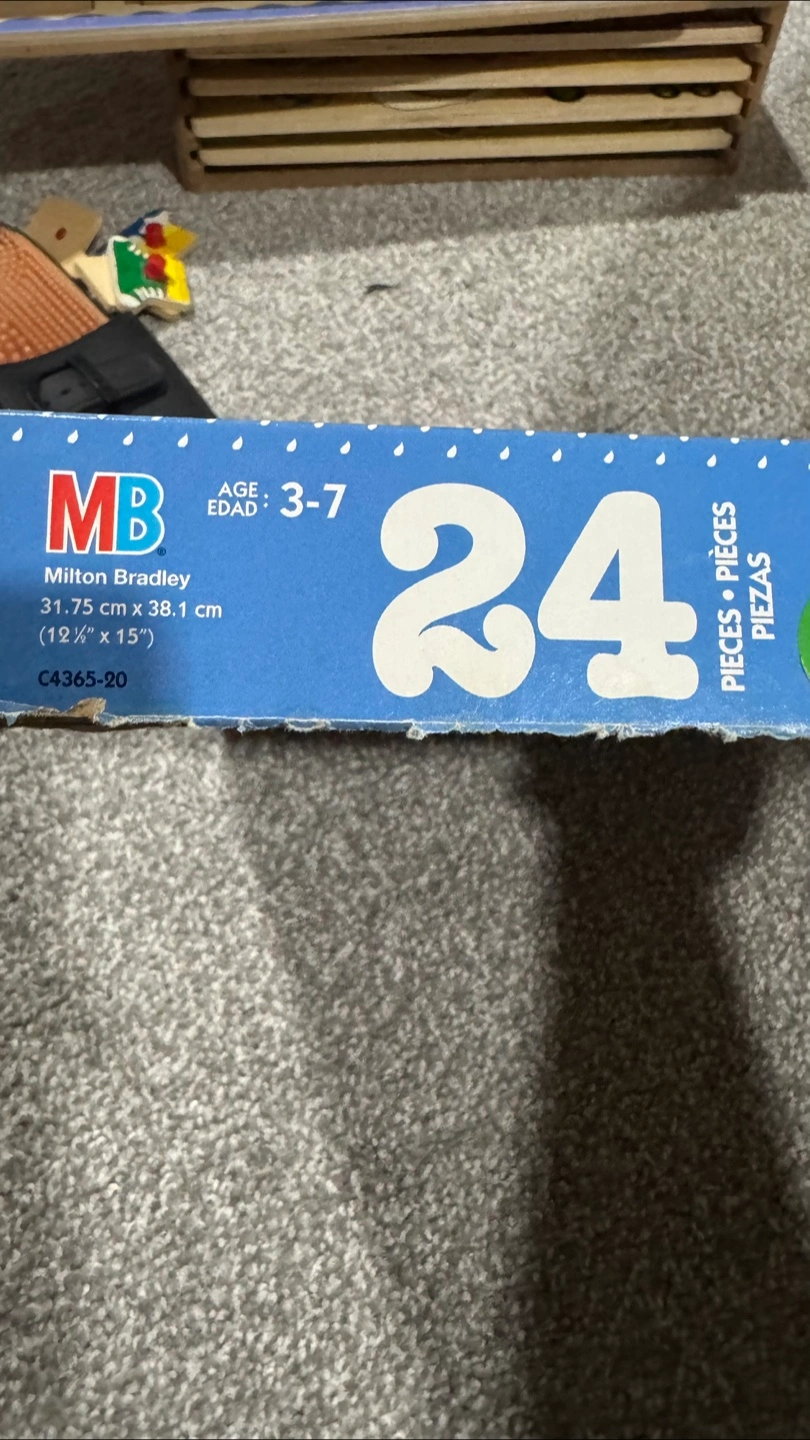 MB®
Milton Bradley
31.75 cm x 38.1 cm
(12 ½" x 15")
C4365-20
AGE
EDAD : 3-7
24
PIECES • PIÈCES
PIEZAS